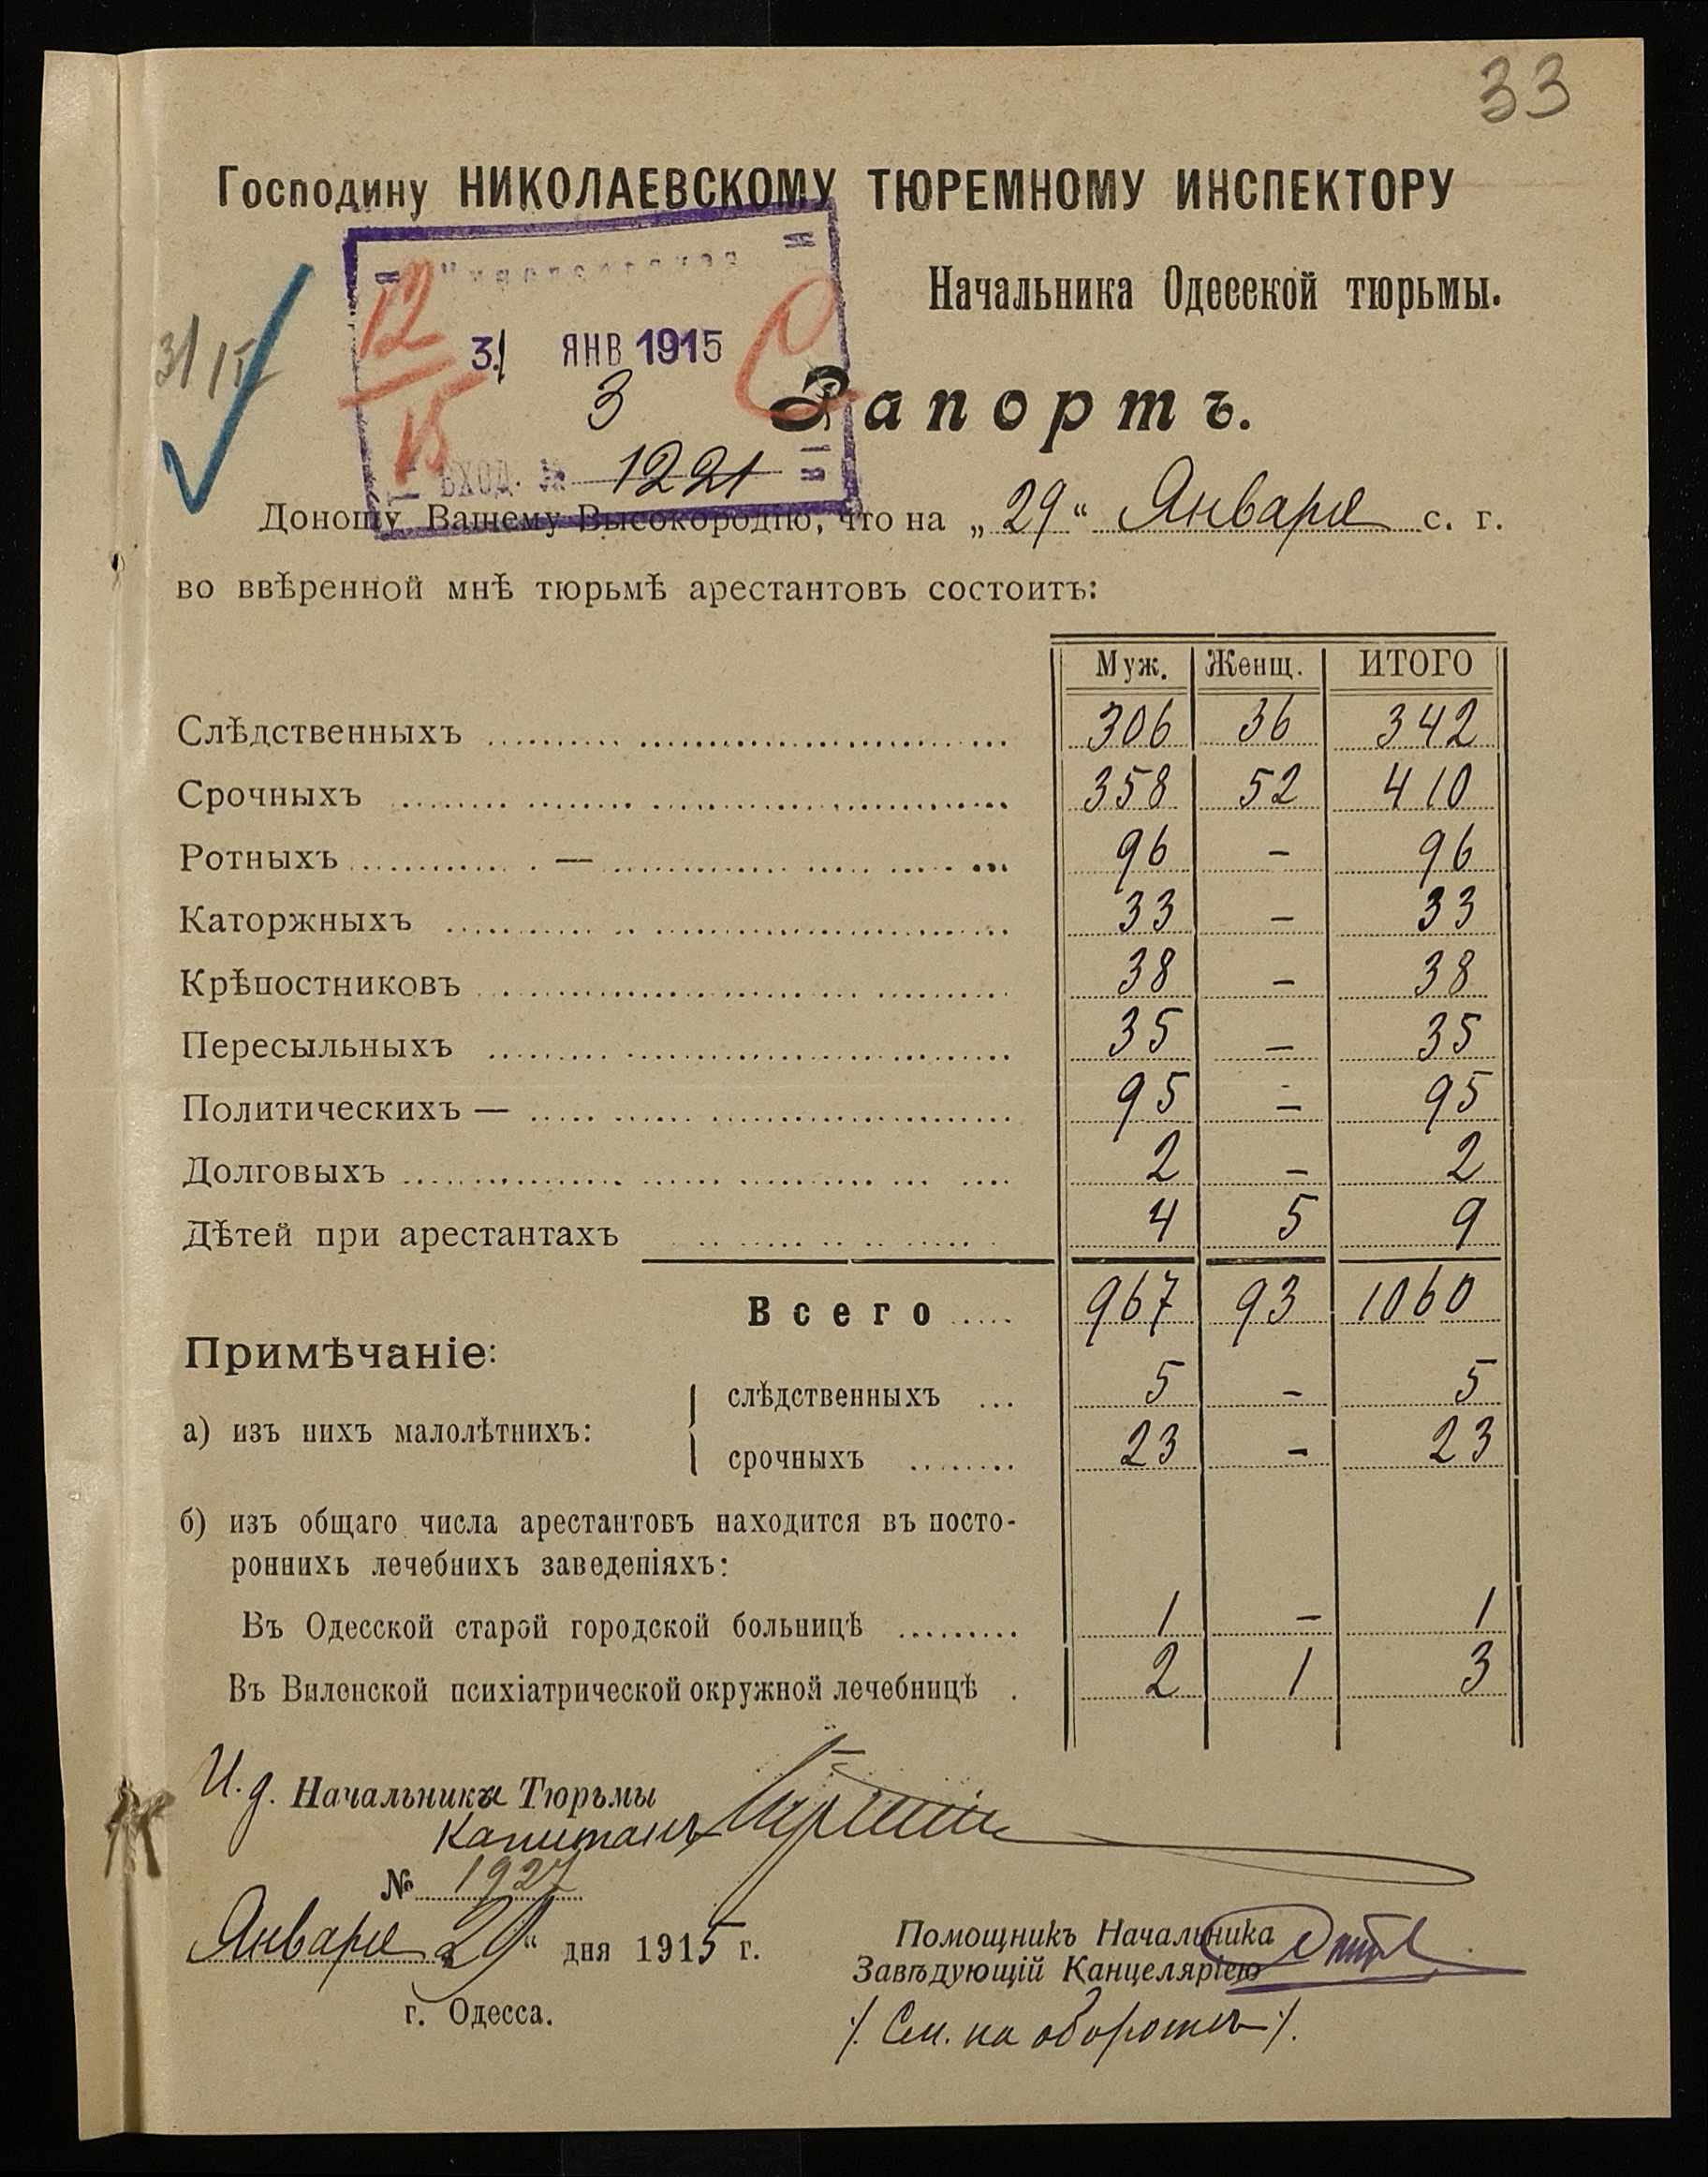 33
Господину НИКОЛАЕВСКОМУ ТЮРЕМНОМУ ИНСПЕКТОРУ
Начальника Одесской тюрьмы.
31/I
12
15
31 ЯНВ 1915
3
ВХОД. № 1221
Рапортъ.
Доношу Вашему Высокородію, что на „29“ Января с. г.
во ввѣренной мнѣ тюрьмѣ арестантовъ состоитъ:
Муж. Женщ. ИТОГО
Слѣдственныхъ 306 36 342
Срочныхъ 358 52 410
Ротныхъ — 96 - 96
Каторжныхъ 33 - 33
Крѣпостниковъ 38 - 38
Пересыльныхъ 35 - 35
Политическихъ — 95 - 95
Долговыхъ 2 - 2
Дѣтей при арестантахъ 4 5 9
Всего 967 93 1060
Примѣчаніе:
а) изъ нихъ малолѣтнихъ:
слѣдственныхъ 5 - 5
срочныхъ 23 - 23
б) изъ общаго числа арестантовъ находится въ посто-
роннихъ лечебнихъ заведеніяхъ:
Въ Одесской старой городской больницѣ 1 - 1
Въ Виленской психіатрической окружной лечебницѣ 2 1 3
И. д. Начальника Тюрьмы
Капитанъ
№ 1927
Января „29“ дня 1915 г.
г. Одесса.
Помощникъ Начальника
Завѣдующій Канцеляріею
/. См. на оборотѣ /.